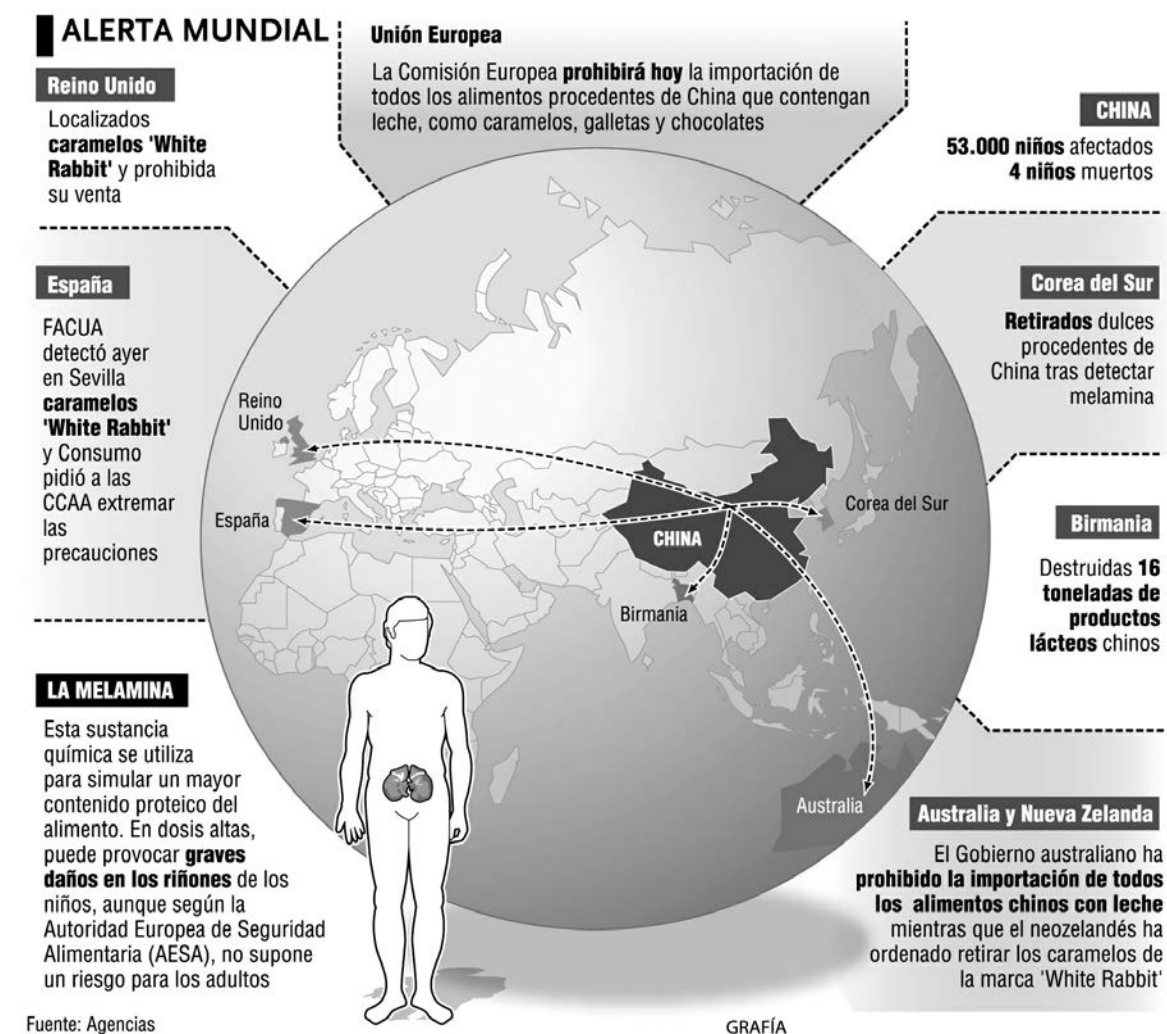 ALERTA MUNDIAL
Reino Unido
Localizados
caramelos 'White
Rabbit' y prohibida
su venta
España
FACUA
detectó ayer
en Sevilla
caramelos
'White Rabbit'
y Consumo
pidió a las
CCAA extremar
las
precauciones
LA MELAMINA
Esta sustancia
química se utiliza
para simular un mayor
contenido proteico del
alimento. En dosis altas,
puede provocar graves
daños en los riñones de los
niños, aunque según la
Autoridad Europea de Seguridad
Alimentaria (AESA), no supone
un riesgo para los adultos
Fuente: Agencias
Unión Europea
La Comisión Europea prohibirá hoy la importación de
todos los alimentos procedentes de China que contengan
leche, como caramelos, galletas y chocolates
Reino
Unido
España
CHINA
Birmania
Corea del Sur
Australia
CHINA
53.000 niños afectados
4 niños muertos
Corea del Sur
Retirados dulces
procedentes de
China tras detectar
melamina
Birmania
Destruidas 16
toneladas de
productos
lácteos chinos
Australia y Nueva Zelanda
El Gobierno australiano ha
prohibido la importación de todos
los alimentos chinos con leche
mientras que el neozelandés ha
ordenado retirar los caramelos de
la marca 'White Rabbit'
GRAFÍA